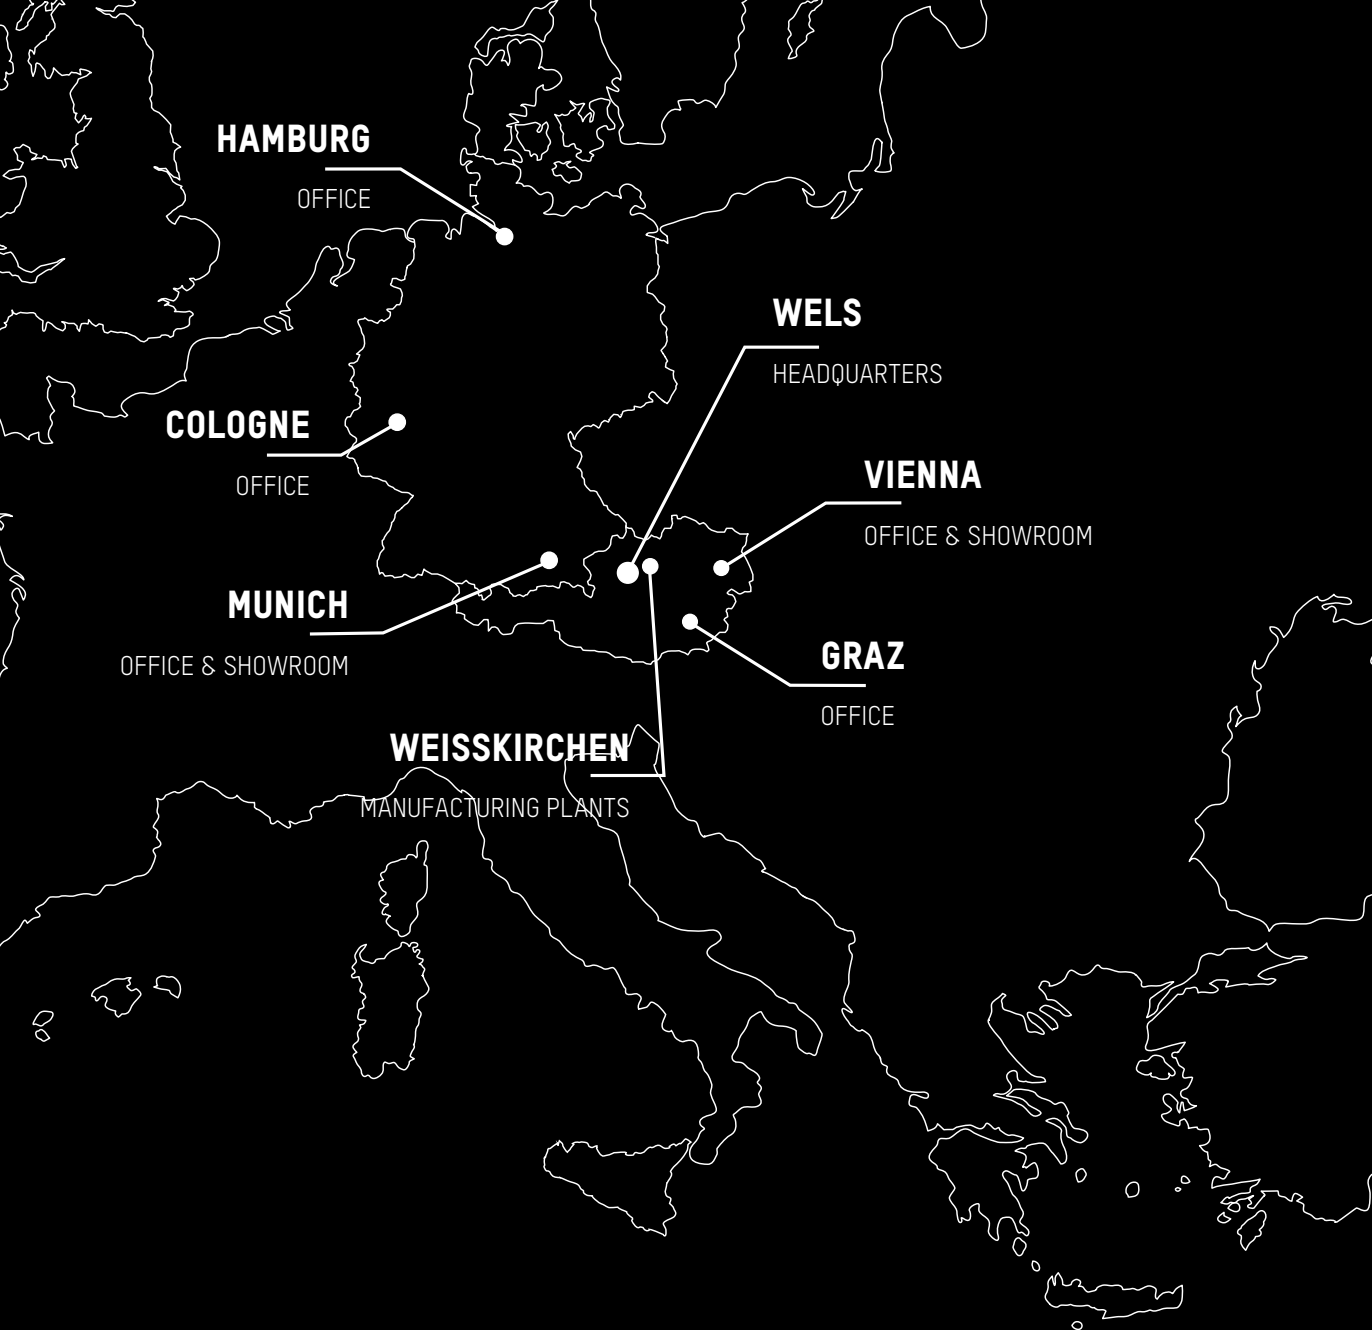 HAMBURG
OFFICE
WELS
HEADQUARTERS
COLOGNE
OFFICE
VIENNA
OFFICE & SHOWROOM
MUNICH
OFFICE & SHOWROOM
GRAZ
OFFICE
WEISSKIRCHEN
MANUFACTURING PLANTS